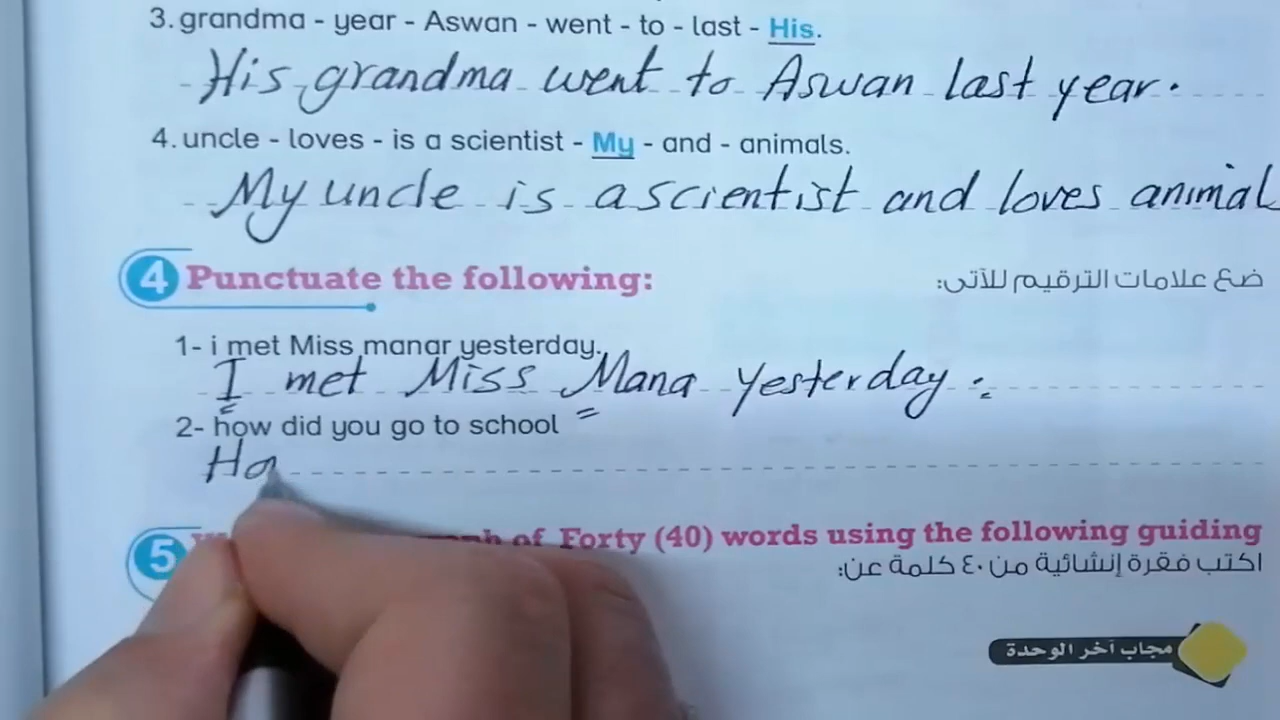 3. grandma - year - Aswan - went - to - last - His.
His grandma went to Aswan last year.
4. uncle - loves - is a scientist - My - and - animals.
My uncle is a scientist and loves animal
4 Punctuate the following:
ضع علامات الترقيم للآتى:
1- i met Miss manar yesterday.
I met Miss Mana yesterday .
2- how did you go to school
Ho
5 of Forty (40) words using the following guiding
اكتب فقرة إنشائية من ٤٠ كلمة عن:
مجاب آخر الوحدة